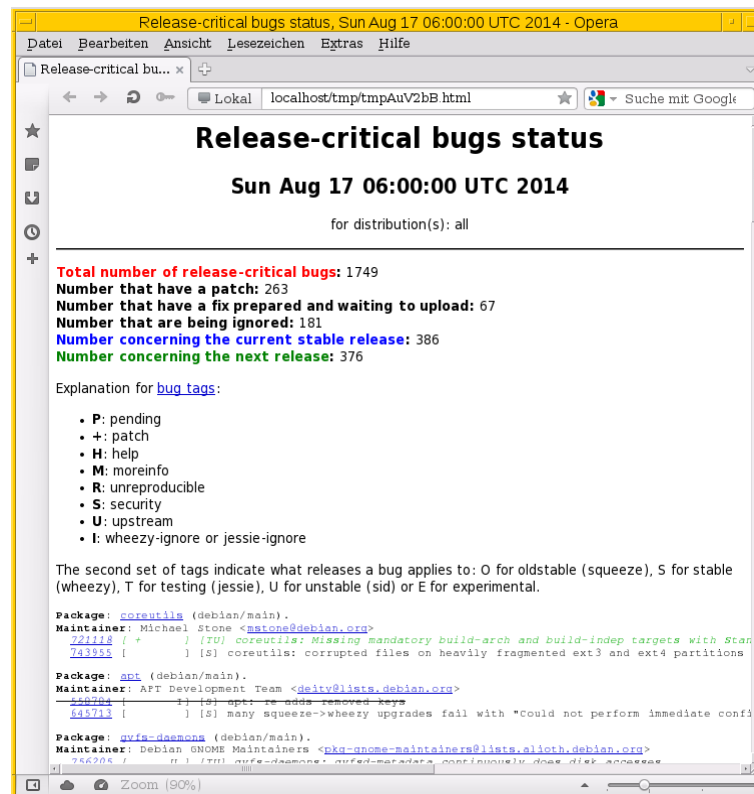 Release-critical bugs status, Sun Aug 17 06:00:00 UTC 2014 - Opera
Datei Bearbeiten Ansicht Lesezeichen Extras Hilfe
Release-critical bu...
Lokal localhost/tmp/tmpAuV2bB.html Suche mit Google
Release-critical bugs status
Sun Aug 17 06:00:00 UTC 2014
for distribution(s): all
Total number of release-critical bugs: 1749
Number that have a patch: 263
Number that have a fix prepared and waiting to upload: 67
Number that are being ignored: 181
Number concerning the current stable release: 386
Number concerning the next release: 376
Explanation for bug tags:
• P: pending
• +: patch
• H: help
• M: moreinfo
• R: unreproducible
• S: security
• U: upstream
• I: wheezy-ignore or jessie-ignore
The second set of tags indicate what releases a bug applies to: O for oldstable (squeeze), S for stable
(wheezy), T for testing (jessie), U for unstable (sid) or E for experimental.
Package: coreutils (debian/main).
Maintainer: Michael Stone <mstone@debian.org>
721118 [ + ] [TU] coreutils: Missing mandatory build-arch and build-indep targets with Stan
743955 [ ] [S] coreutils: corrupted files on heavily fragmented ext3 and ext4 partitions
Package: apt (debian/main).
Maintainer: APT Development Team <deity@lists.debian.org>
558784 [ I] [S] apt: re adds removed keys
645713 [ ] [S] many squeeze->wheezy upgrades fail with "Could not perform immediate confi
Package: gvfs-daemons (debian/main).
Maintainer: Debian GNOME Maintainers <pkg-gnome-maintainers@lists.alioth.debian.org>
756205 [ U ] [TU] gvfs-daemons: gvfsd-metadata continuously does disk accesses
Zoom (90%)